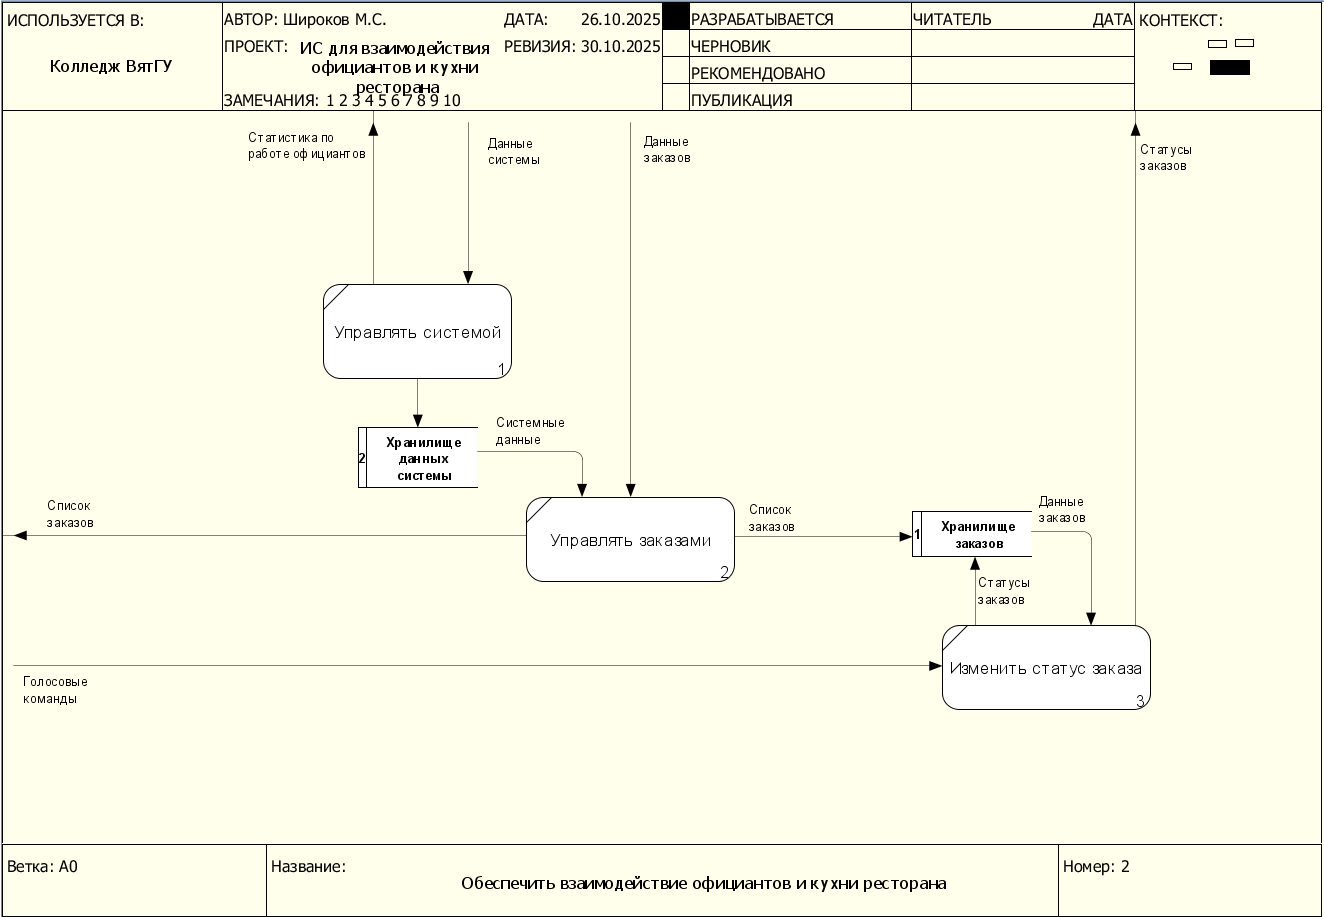 ИСПОЛЬЗУЕТСЯ В:
Колледж ВятГУ
АВТОР: Широков М.С.
ДАТА: 26.10.2025
ПРОЕКТ: ИС для взаимодействия
официантов и кухни
ресторана
РЕВИЗИЯ: 30.10.2025
ЗАМЕЧАНИЯ: 1 2 3 4 5 6 7 8 9 10
РАЗРАБАТЫВАЕТСЯ
ЧЕРНОВИК
РЕКОМЕНДОВАНО
ПУБЛИКАЦИЯ
ЧИТАТЕЛЬ ДАТА
КОНТЕКСТ:
Статистика по
работе официантов
Данные
системы
Данные
заказов
Статусы
заказов
Управлять системой
1
2
Хранилище
данных
системы
Системные
данные
Список
заказов
Управлять заказами
2
Список
заказов
1
Хранилище
заказов
Данные
заказов
Статусы
заказов
Голосовые
команды
Изменить статус заказа
3
Ветка: A0
Название:
Обеспечить взаимодействие официантов и кухни ресторана
Номер: 2